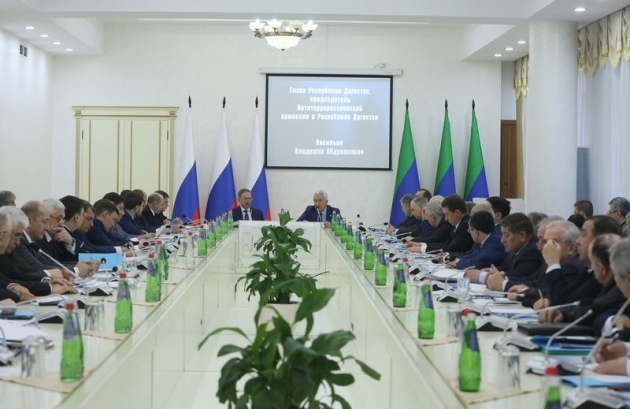 Глава Республики Дагестан,
председатель
Антитеррористической
комиссии в Республике Дагестан
Васильев
Владимир Абдуалиевич